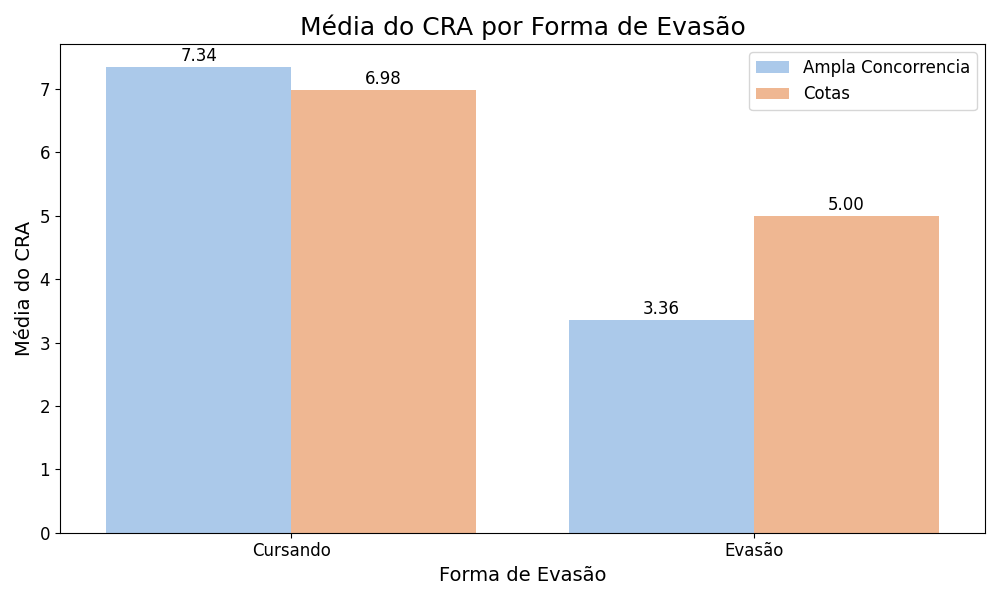 Média do CRA por Forma de Evasão
Ampla Concorrencia
Cotas
7.34
6.98
3.36
5.00
Média do CRA
7
6
5
4
3
2
1
0
Cursando
Evasão
Forma de Evasão